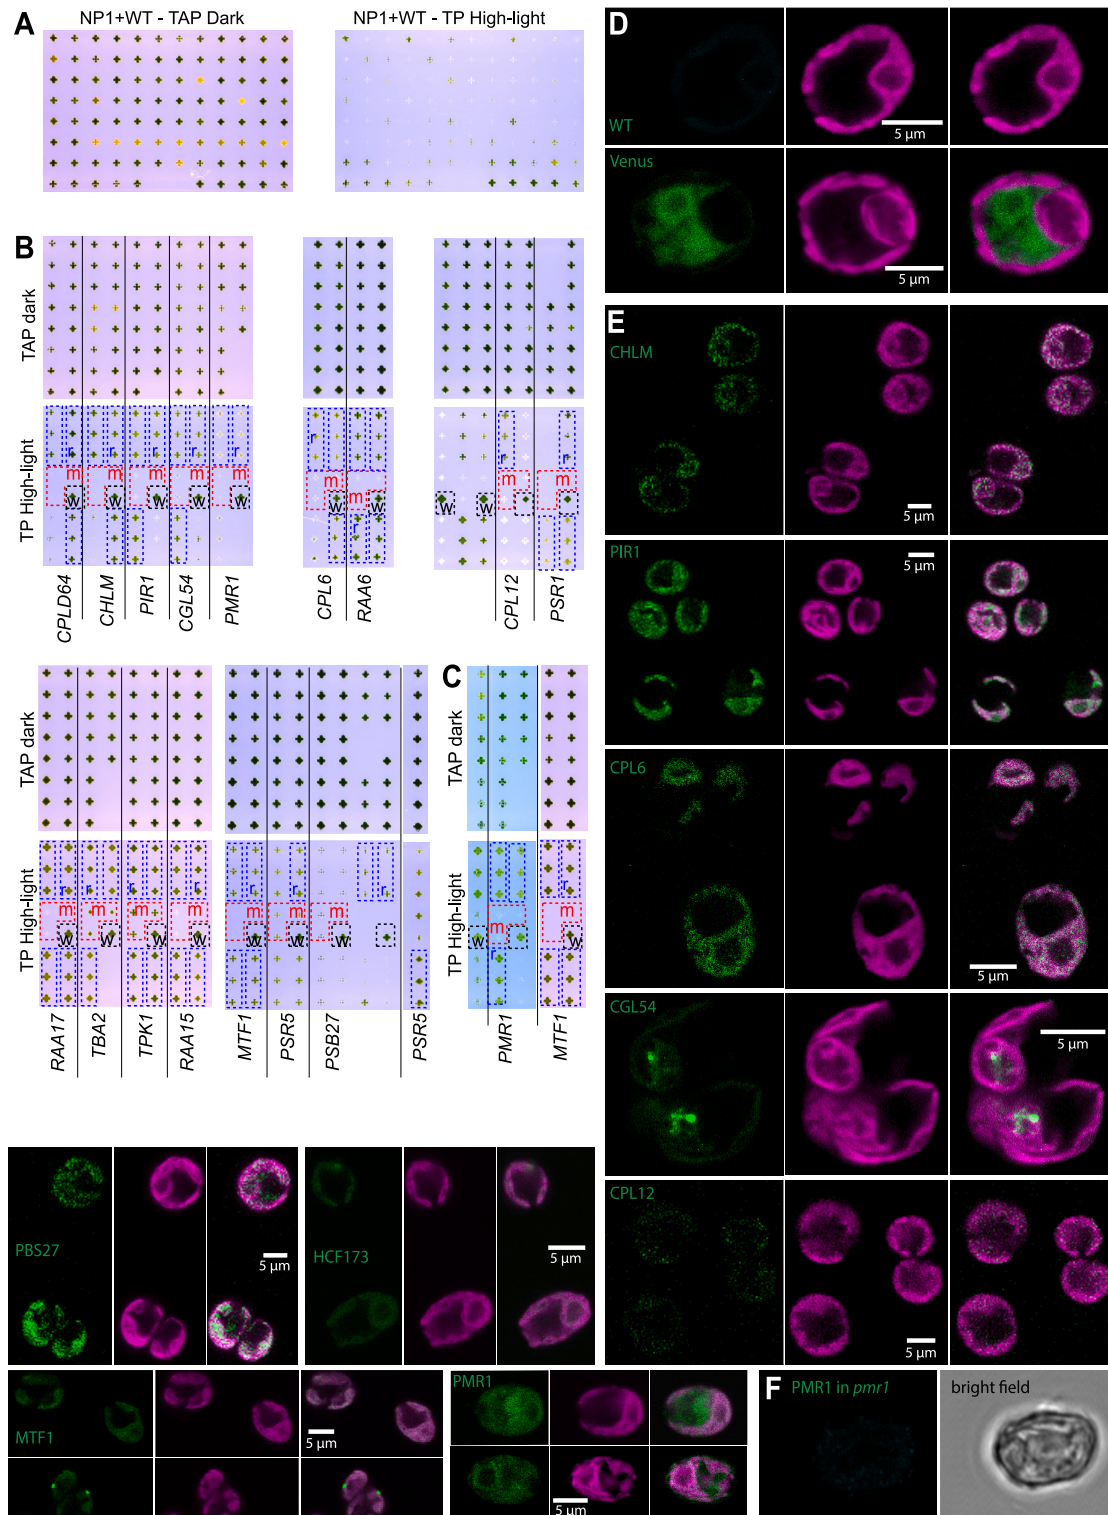 A
NP1+WT - TAP Dark
NP1+WT - TP High-light
B
TAP dark
TP High-light
r
r
r
r
r
m
m
m
m
m
w
w
w
w
w
CPLD64
CHLM
PIR1
CGL54
PMR1
r
m
m
w
w
r
CPL6
RAA6
r
r
m
m
w
w
w
w
CPL12
PSR1
TAP dark
TP High-light
r
r
r
r
m
m
m
m
w
w
w
w
RAA17
TBA2
TPK1
RAA15
r
r
r
m
m
m
w
w
w
w
MTF1
PSR5
PSB27
PSR5
C
TAP dark
TP High-light
r
m
m
w
w
w
r
PMR1
MTF1
D
WT
5 μm
Venus
5 μm
E
CHLM
5 μm
PIR1
5 μm
CPL6
5 μm
CGL54
5 μm
CPL12
5 μm
PBS27
5 μm
HCF173
5 μm
MTF1
5 μm
PMR1
5 μm
F
PMR1 in pmr1
bright field